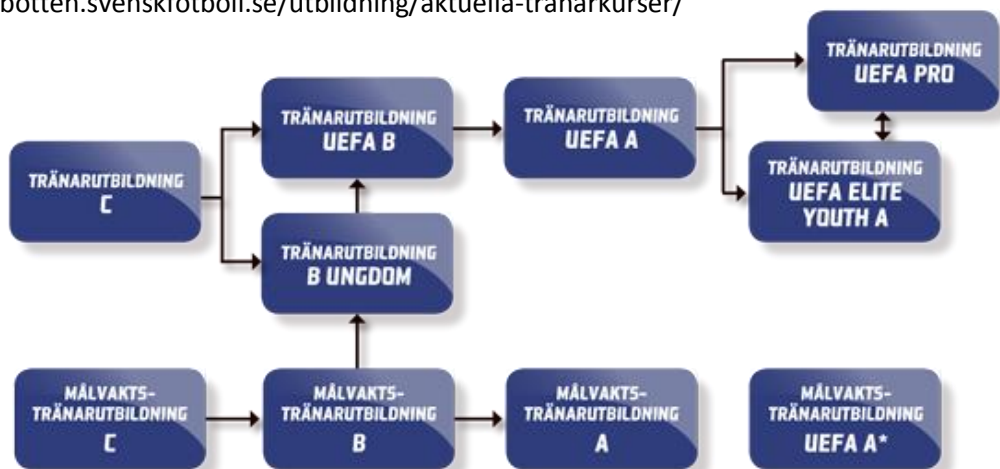 botten.svenskfotboll.se/utbildning/aktuella-tranarkurser/
TRÄNARUTBILDNING
UEFA PRO
TRÄNARUTBILDNING
UEFA B
TRÄNARUTBILDNING
UEFA A
TRÄNARUTBILDNING
C
TRÄNARUTBILDNING
UEFA ELITE
YOUTH A
TRÄNARUTBILDNING
B UNGDOM
MÅLVAKTS-
TRÄNARUTBILDNING
C
MÅLVAKTS-
TRÄNARUTBILDNING
B
MÅLVAKTS-
TRÄNARUTBILDNING
A
MÅLVAKTS-
TRÄNARUTBILDNING
UEFA A*